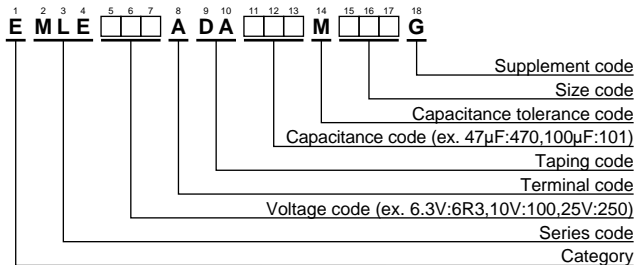 1 2 3 4 5 6 7 8 9 10 11 12 13 14 15 16 17 18
E M L E □□□ A D A □□□ M □□□ G
Supplement code
Size code
Capacitance tolerance code
Capacitance code (ex. 47µF:470,100µF:101)
Taping code
Terminal code
Voltage code (ex. 6.3V:6R3,10V:100,25V:250)
Series code
Category